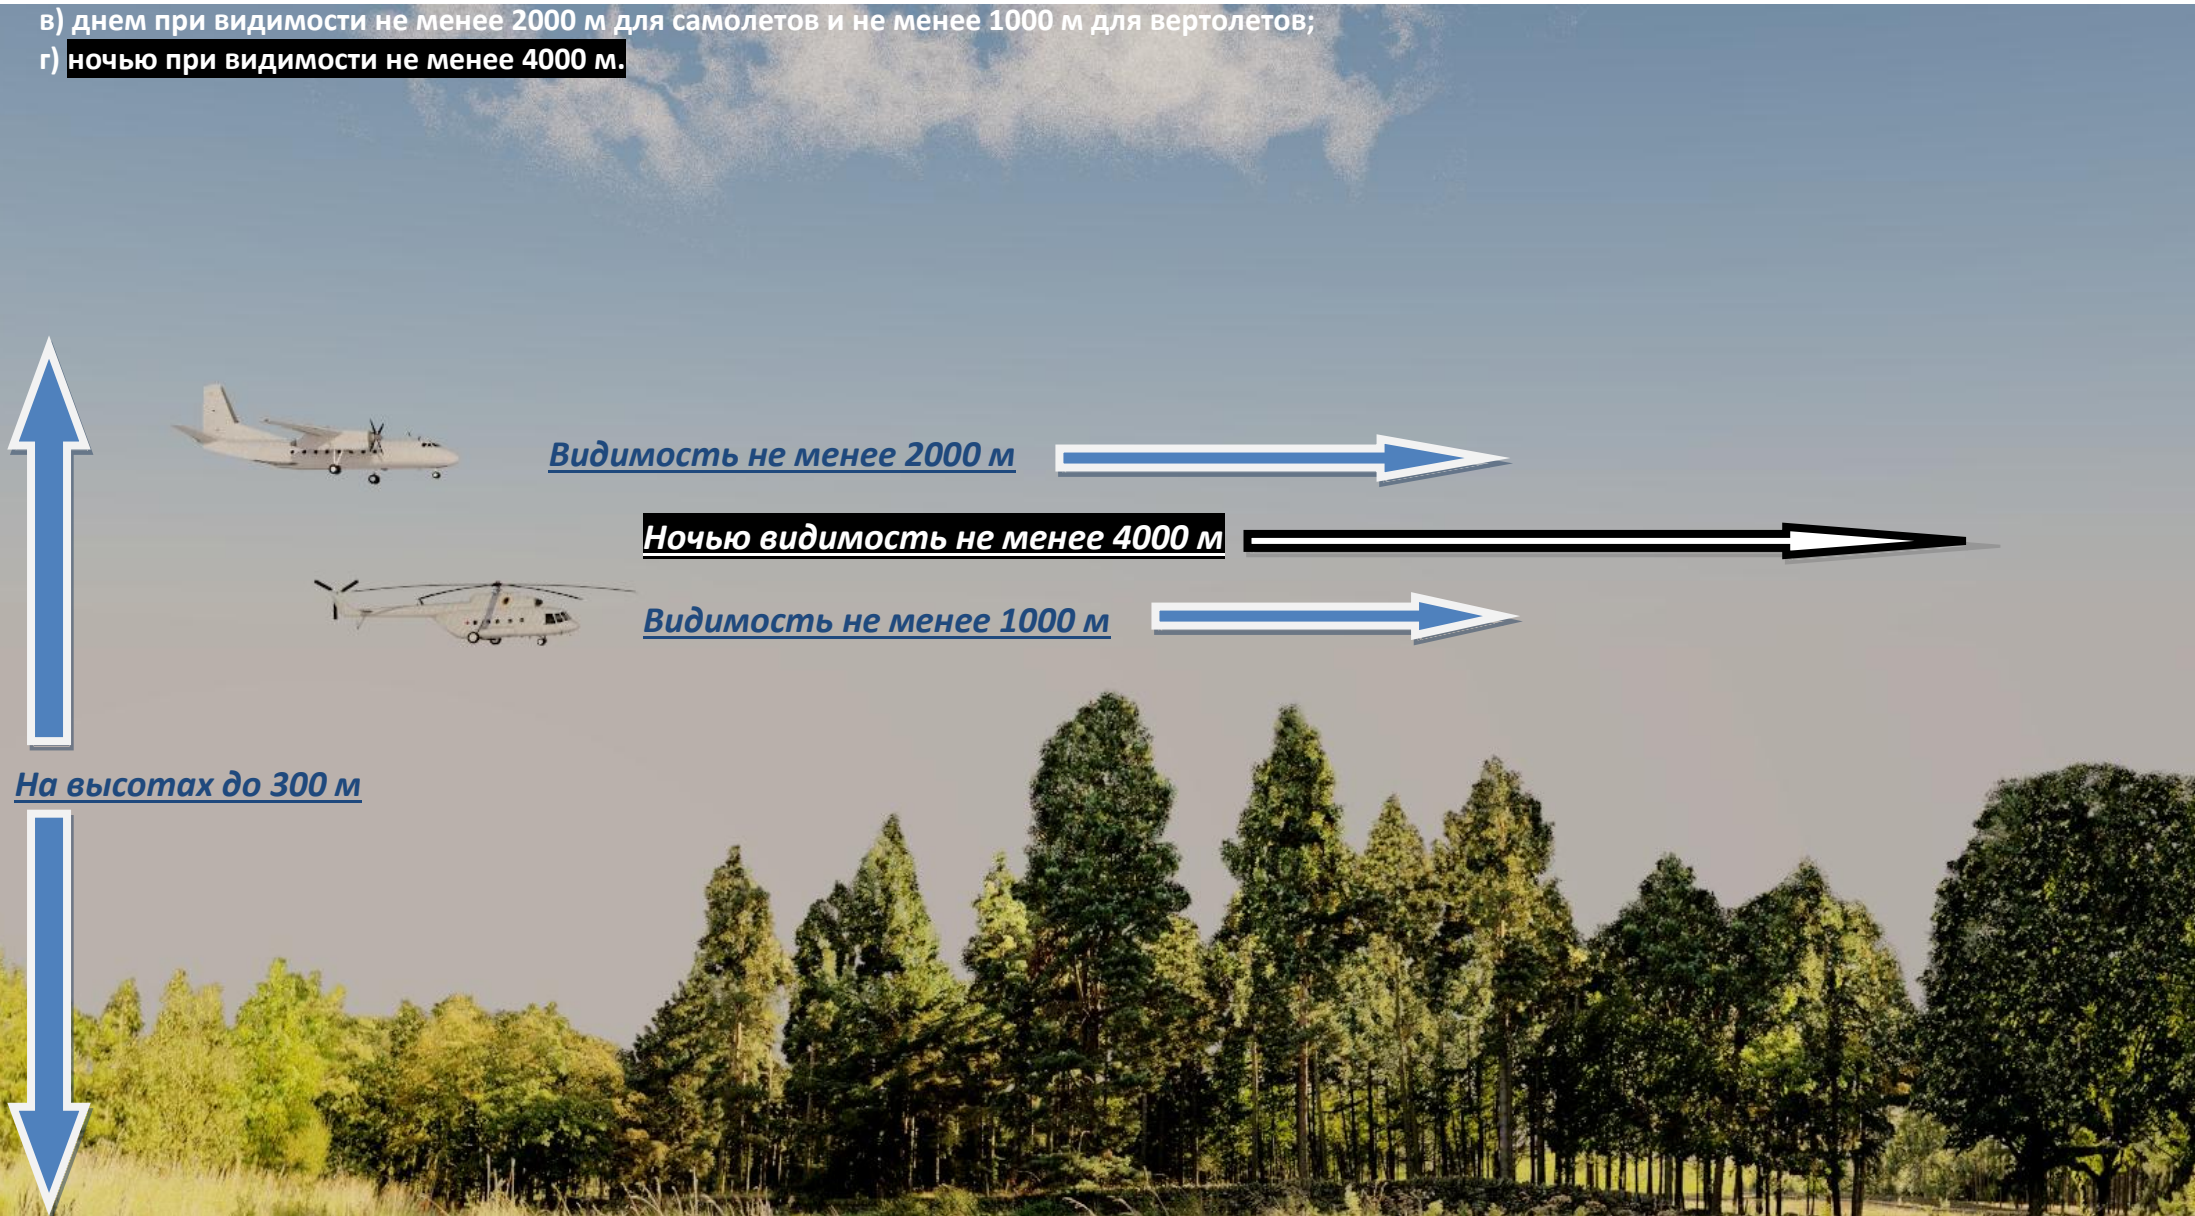 в) днем при видимости не менее 2000 м для самолетов и не менее 1000 м для вертолетов;
г) ночью при видимости не менее 4000 м.
Видимость не менее 2000 м
Ночью видимость не менее 4000 м
Видимость не менее 1000 м
На высотах до 300 м